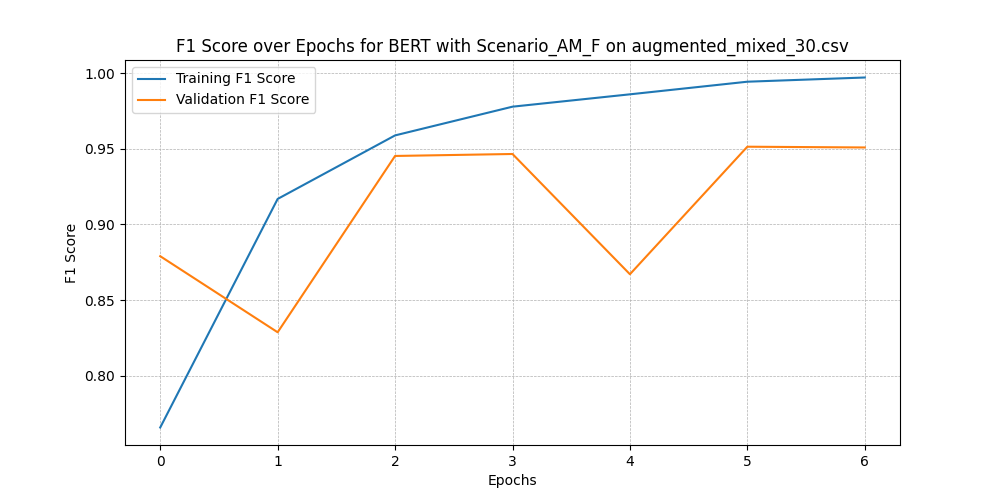 F1 Score over Epochs for BERT with Scenario_AM_F on augmented_mixed_30.csv
Training F1 Score
Validation F1 Score
1.00
0.95
0.90
0.85
0.80
F1 Score
0 1 2 3 4 5 6
Epochs